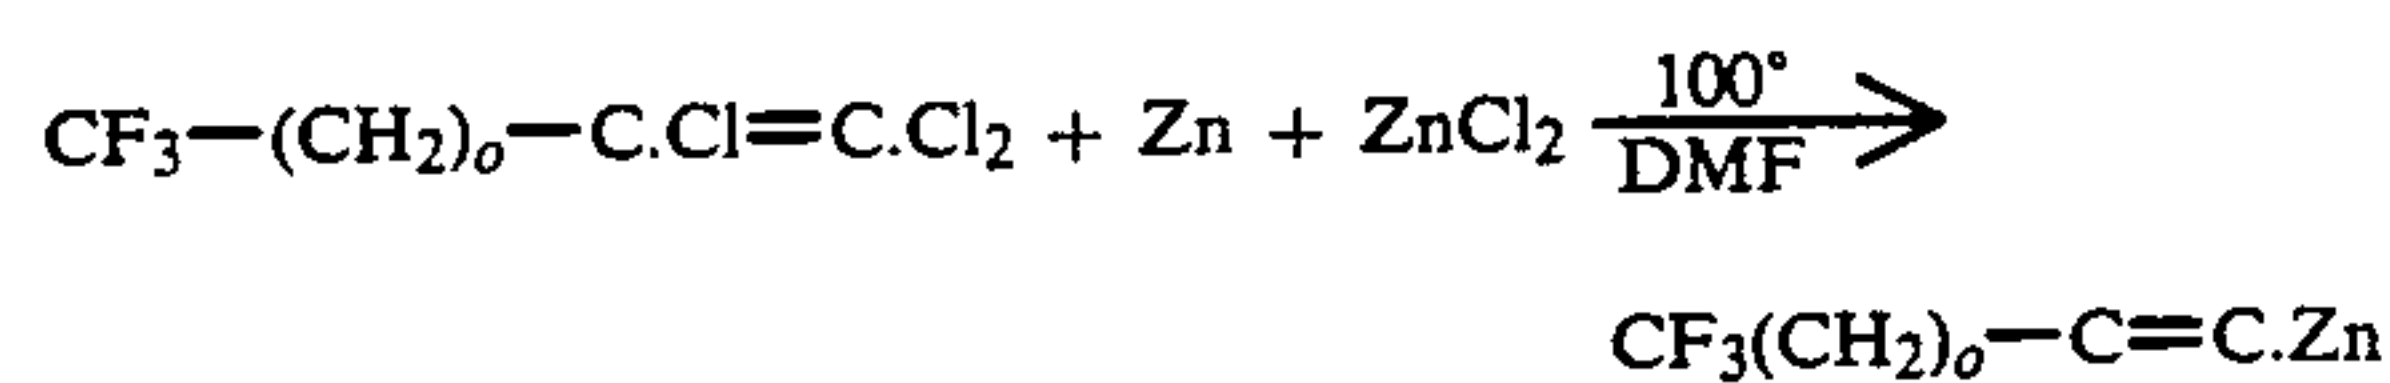 CF₃—(CH₂)ₒ—C.Cl=C.Cl₂ + Zn + ZnCl₂ 100° DMF
CF₃(CH₂)ₒ—C=C.Zn